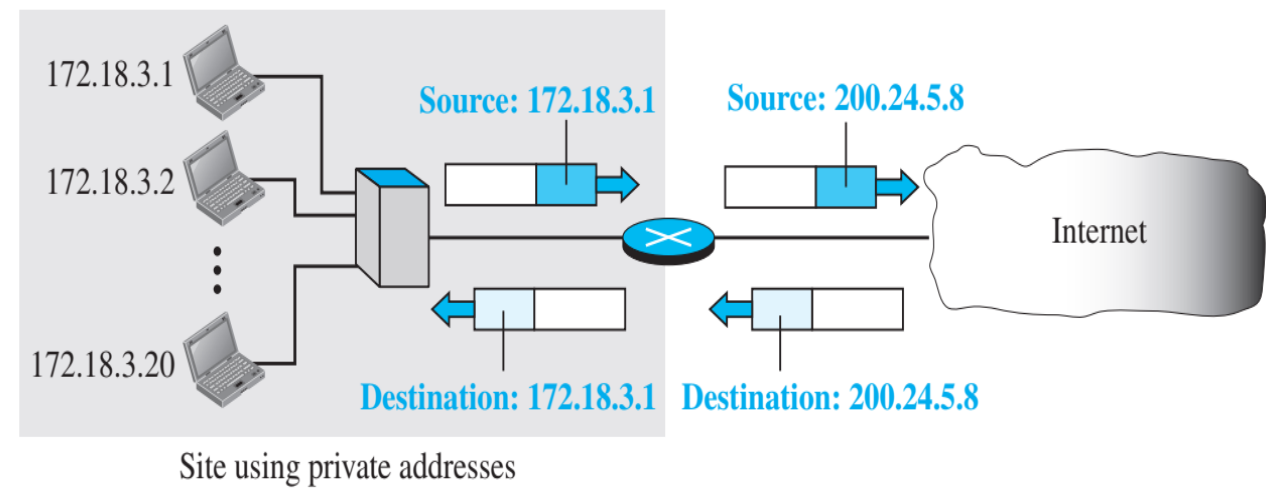 172.18.3.1
172.18.3.2
172.18.3.20
Source: 172.18.3.1
Source: 200.24.5.8
Internet
Destination: 172.18.3.1
Destination: 200.24.5.8
Site using private addresses